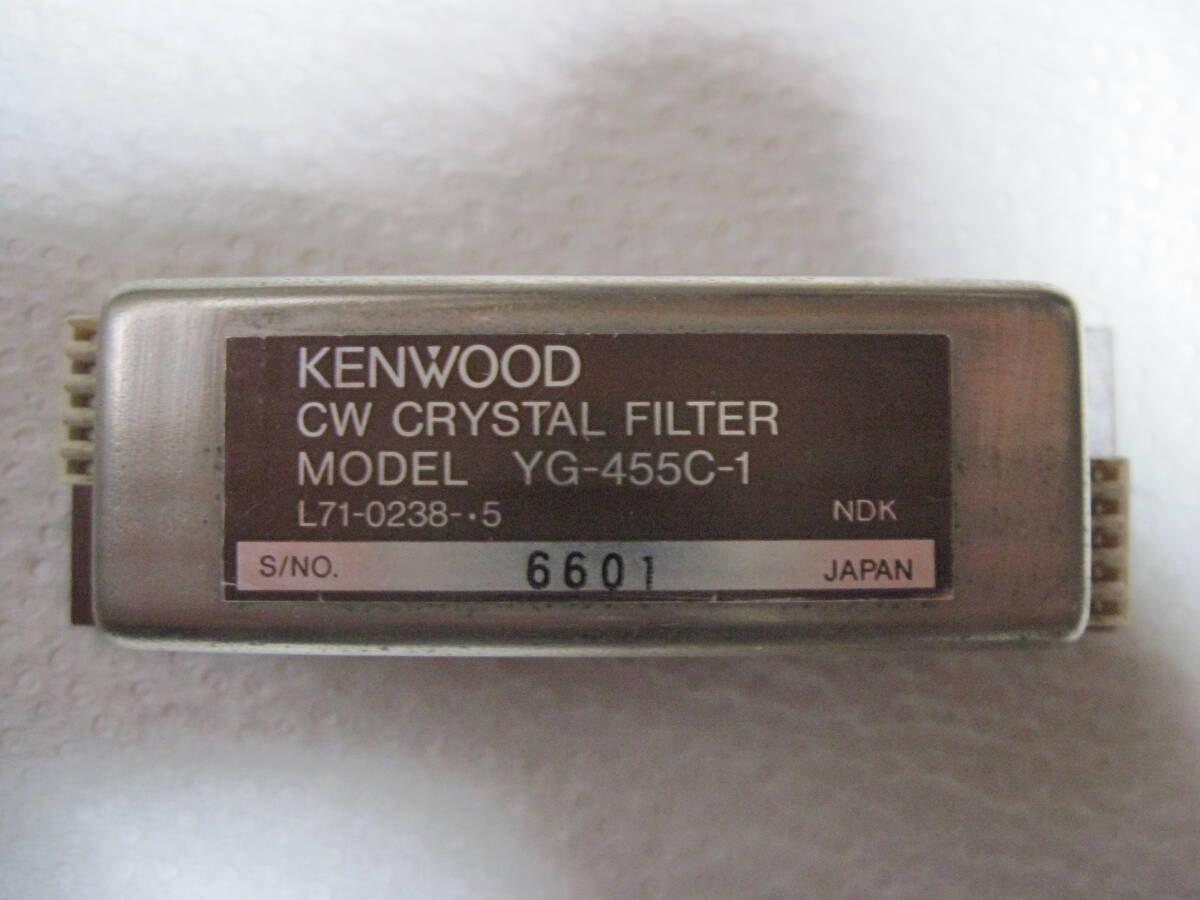 KENWOOD
CW CRYSTAL FILTER
MODEL YG-455C-1
L71-0238-·5 NDK
S/NO. 6601 JAPAN